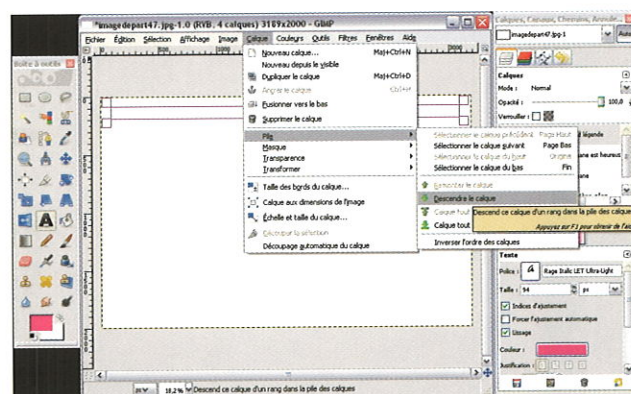 *imagedepart47.jpg-1.0 (RVB, 4 calques) 3189x2000 – GIMP
Fichier Édition Sélection Affichage Image Calque Couleurs Outils Filtres Fenêtres Aide
Nouveau calque... Maj+Ctrl+N
Nouveau depuis le visible
Dupliquer le calque Maj+Ctrl+D
Ancrer le calque Ctrl+H
Fusionner vers le bas
Supprimer le calque
Pile
Masque
Transparence
Transformer
Taille des bords du calque...
Calque aux dimensions de l'image
Échelle et taille du calque...
Découper la sélection
Découpage automatique du calque
Sélectionner le calque précédent Page Haut
Sélectionner le calque suivant Page Bas
Sélectionner le calque du haut Origine
Sélectionner le calque du bas Fin
Remonter le calque
Descendre le calque
Calque tout
Descend ce calque d'un rang dans la pile des calques
Appuyez sur F1 pour obtenir de l'aide
Calque tout
Inverser l'ordre des calques
Boîte à outils
px 18,2 % Descend ce calque d'un rang dans la pile des calques
Calques, Canaux, Chemins, Annule...
imagedepart47.jpg-1 Auto
Calques
Mode : Normal
Opacité : 100,0
Verrouiller :
légende
ane est heureux
Texte
Police : a Rage Italic LET Ultra-Light
Taille : 94 px
Indices d'ajustement
Forcer l'ajustement automatique
Lissage
Couleur :
Justification :